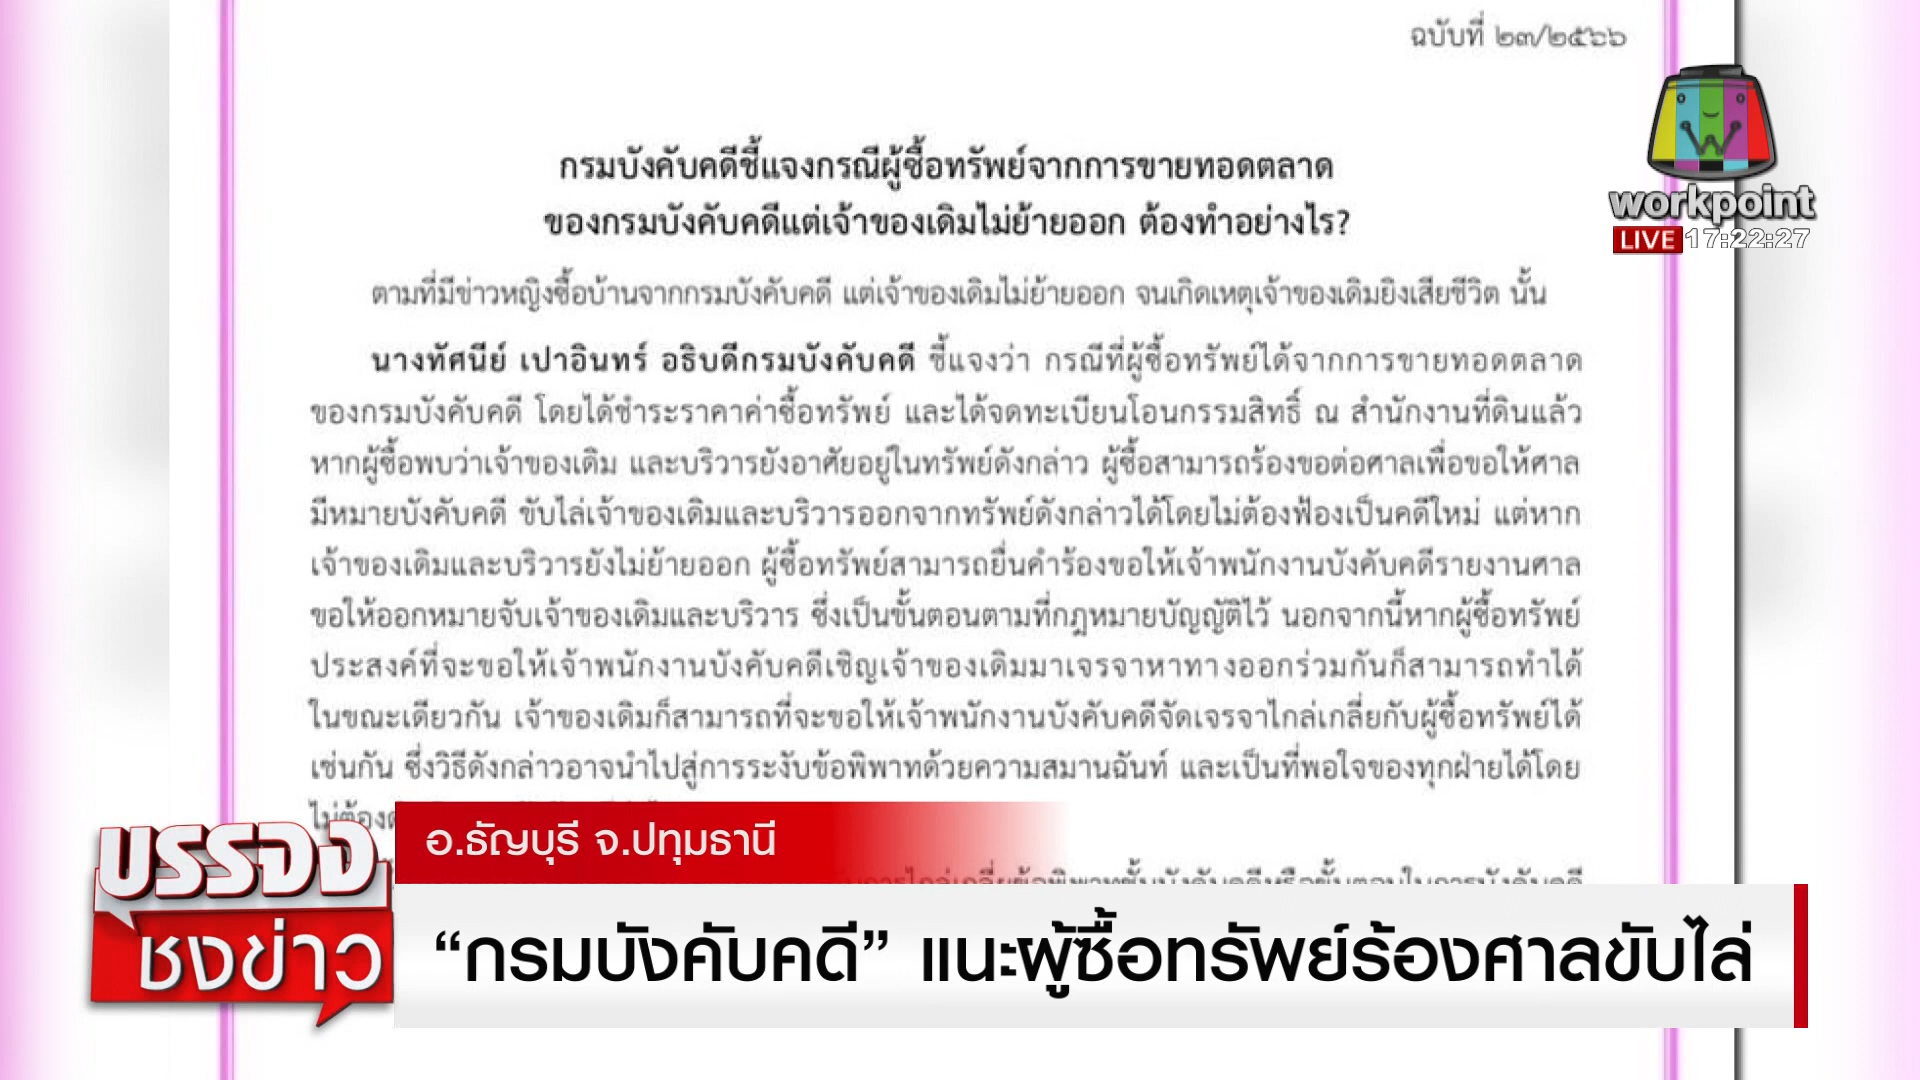 ฉบับที่ ๒๓/๒๕๖๖
workpoint
LIVE 17:22:27
กรมบังคับคดีชี้แจงกรณีผู้ซื้อทรัพย์จากการขายทอดตลาด
ของกรมบังคับคดีแต่เจ้าของเดิมไม่ย้ายออก ต้องทำอย่างไร?
ตามที่มีข่าวหญิงซื้อบ้านจากกรมบังคับคดี แต่เจ้าของเดิมไม่ย้ายออก จนเกิดเหตุเจ้าของเดิมยิงเสียชีวิต นั้น
นางทัศนีย์ เปาอินทร์ อธิบดีกรมบังคับคดี ชี้แจงว่า กรณีที่ผู้ซื้อทรัพย์ได้จากการขายทอดตลาด
ของกรมบังคับคดี โดยได้ชำระราคาค่าซื้อทรัพย์ และได้จดทะเบียนโอนกรรมสิทธิ์ ณ สำนักงานที่ดินแล้ว
หากผู้ซื้อพบว่าเจ้าของเดิม และบริวารยังอาศัยอยู่ในทรัพย์ดังกล่าว ผู้ซื้อสามารถร้องขอต่อศาลเพื่อขอให้ศาล
มีหมายบังคับคดี ขับไล่เจ้าของเดิมและบริวารออกจากทรัพย์ดังกล่าวได้โดยไม่ต้องฟ้องเป็นคดีใหม่ แต่หาก
เจ้าของเดิมและบริวารยังไม่ย้ายออก ผู้ซื้อทรัพย์สามารถยื่นคำร้องขอให้เจ้าพนักงานบังคับคดีรายงานศาล
ขอให้ออกหมายจับเจ้าของเดิมและบริวาร ซึ่งเป็นขั้นตอนตามที่กฎหมายบัญญัติไว้ นอกจากนี้หากผู้ซื้อทรัพย์
ประสงค์ที่จะขอให้เจ้าพนักงานบังคับคดีเชิญเจ้าของเดิมมาเจรจาหาทางออกร่วมกันก็สามารถทำได้
ในขณะเดียวกัน เจ้าของเดิมก็สามารถที่จะขอให้เจ้าพนักงานบังคับคดีจัดเจรจาไกล่เกลี่ยกับผู้ซื้อทรัพย์ได้
เช่นกัน ซึ่งวิธีดังกล่าวอาจนำไปสู่การระงับข้อพิพาทด้วยความสมานฉันท์ และเป็นที่พอใจของทุกฝ่ายได้โดย
ไม่ต้อง
บรรจง
ชงข่าว
อ.ธัญบุรี จ.ปทุมธานี
“กรมบังคับคดี” แนะผู้ซื้อทรัพย์ร้องศาลขับไล่